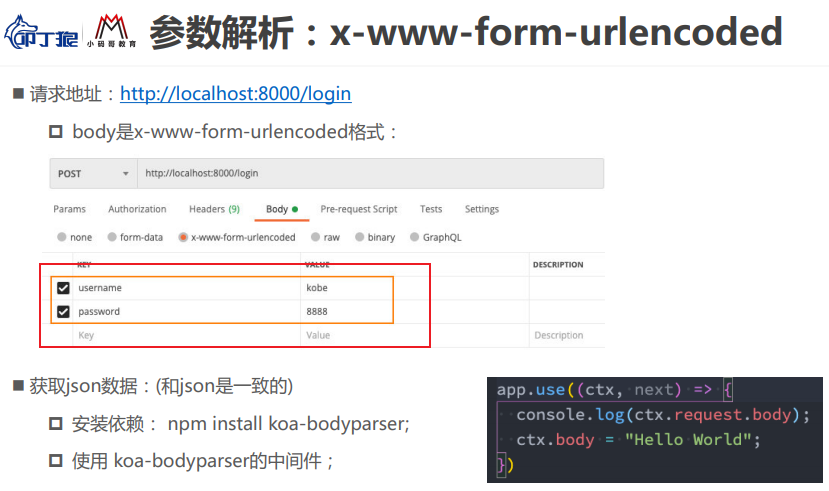 叩丁狼 小码哥教育 参数解析：x-www-form-urlencoded
■ 请求地址：http://localhost:8000/login
body是x-www-form-urlencoded格式：
POST http://localhost:8000/login
Params Authorization Headers (9) Body Pre-request Script Tests Settings
none form-data x-www-form-urlencoded raw binary GraphQL
KEY VALUE DESCRIPTION
username kobe
password 8888
Key Value Description
■ 获取json数据：(和json是一致的)
安装依赖： npm install koa-bodyparser;
使用 koa-bodyparser的中间件；
app.use((ctx, next) => {
console.log(ctx.request.body);
ctx.body = "Hello World";
})